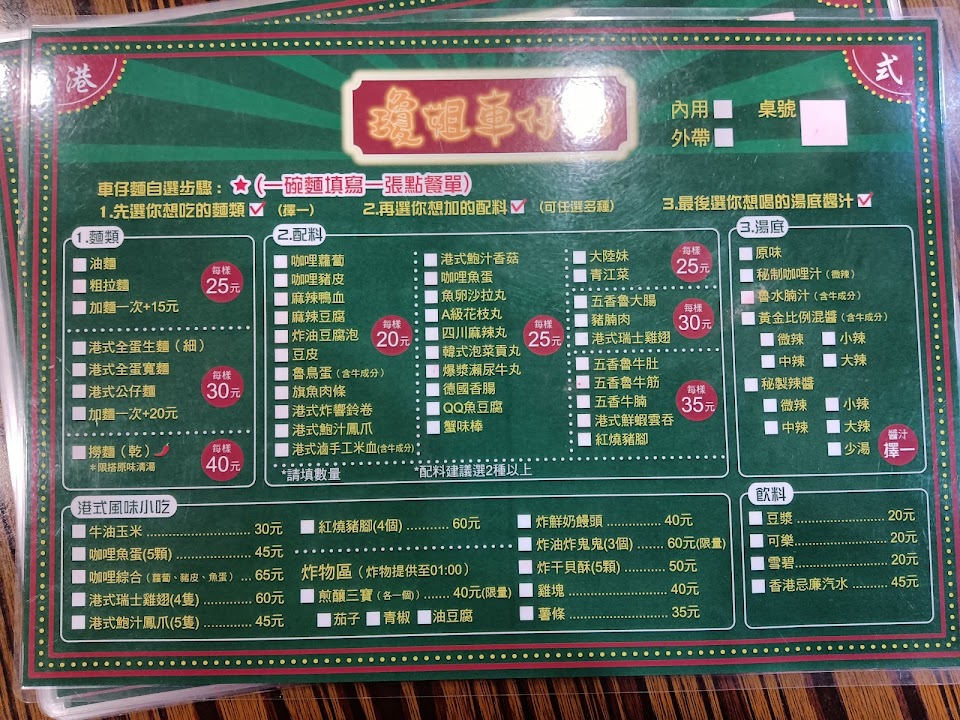 港
式
瓊姐車仔
內用
外帶
桌號
車仔麵自選步驟：★(一碗麵填寫一張點餐單)
1.先選你想吃的麵類 (擇一)
2.再選你想加的配料 (可任選多種)
3.最後選你想喝的湯底醬汁
1.麵類
油麵
粗拉麵
加麵一次+15元
每樣
25元
港式全蛋生麵（細）
港式全蛋寬麵
港式公仔麵
加麵一次+20元
每樣
30元
撈麵（乾）
*限搭原味清湯
每樣
40元
2.配料
咖哩蘿蔔
咖哩豬皮
麻辣鴨血
麻辣豆腐
炸油豆腐泡
豆皮
魯鳥蛋(含牛成分)
旗魚肉條
港式炸響鈴卷
港式鮑汁鳳爪
港式滷手工米血(含牛成分)
每樣
20元
*請填數量
港式鮑汁香菇
咖哩魚蛋
魚卵沙拉丸
A級花枝丸
四川麻辣丸
韓式泡菜貢丸
爆漿瀨尿牛丸
德國香腸
QQ魚豆腐
蟹味棒
每樣
25元
*配料建議選2種以上
大陸妹
青江菜
每樣
25元
五香魯大腸
豬腩肉
港式瑞士雞翅
每樣
30元
五香魯牛肚
五香魯牛筋
五香牛腩
港式鮮蝦雲吞
紅燒豬腳
每樣
35元
3.湯底
原味
秘制咖哩汁(微辣)
魯水腩汁(含牛成分)
黃金比例混醬(含牛成分)
微辣 小辣
中辣 大辣
秘製辣醬
微辣 小辣
中辣 大辣
少湯
醬汁
擇一
港式風味小吃
牛油玉米 30元
咖哩魚蛋(5顆) 45元
咖哩綜合(蘿蔔、豬皮、魚蛋) 65元
港式瑞士雞翅(4隻) 60元
港式鮑汁鳳爪(5隻) 45元
紅燒豬腳(4個) 60元
炸物區（炸物提供至01:00）
煎釀三寶(各一個) 40元(限量)
茄子 青椒 油豆腐
炸鮮奶饅頭 40元
炸油炸鬼鬼(3個) 60元(限量)
炸干貝酥(5顆) 50元
雞塊 40元
薯條 35元
飲料
豆漿 20元
可樂 20元
雪碧 20元
香港忌廉汽水 45元